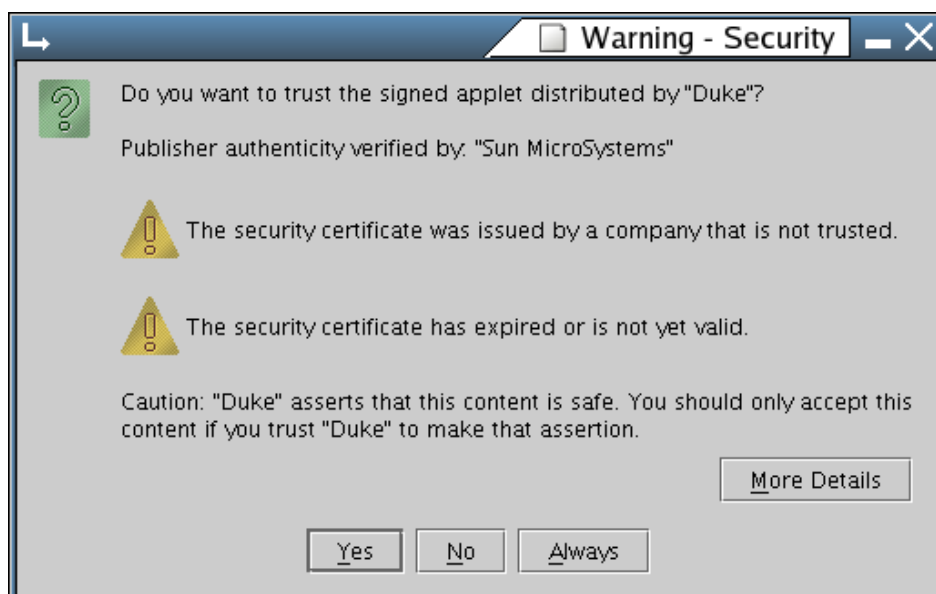 Warning - Security
Do you want to trust the signed applet distributed by "Duke"?
Publisher authenticity verified by: "Sun MicroSystems"
The security certificate was issued by a company that is not trusted.
The security certificate has expired or is not yet valid.
Caution: "Duke" asserts that this content is safe. You should only accept this
content if you trust "Duke" to make that assertion.
More Details
Yes No Always